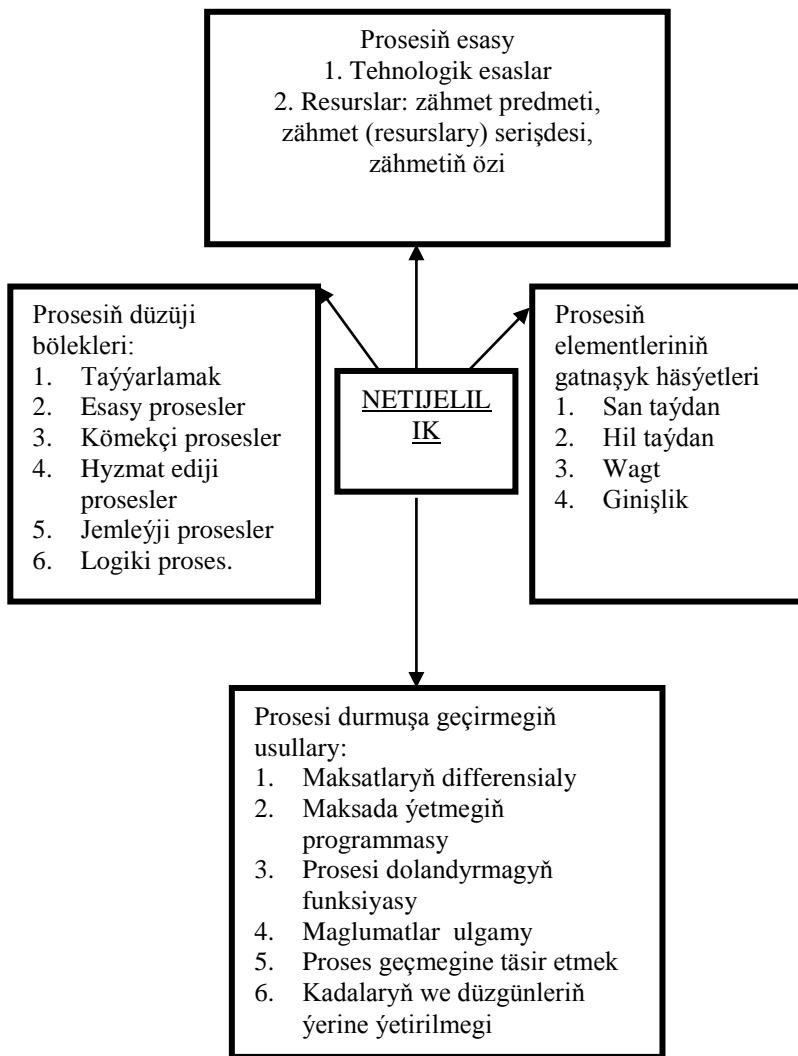 Prosesiň esasy
1. Tehnologik esaslar
2. Resurslar: zähmet predmeti,
zähmet (resurslary) serişdesi,
zähmetiň özi
Prosesiň düzüji
bölekleri:
1. Taýýarlamak
2. Esasy prosesler
3. Kömekçi prosesler
4. Hyzmat ediji
prosesler
5. Jemleýji prosesler
6. Logiki proses.
NETIJELIL
IK
Prosesiň
elementleriniň
gatnaşyk häsýetleri
1. San taýdan
2. Hil taýdan
3. Wagt
4. Ginişlik
Prosesi durmuşa geçirmegiň
usullary:
1. Maksatlaryň differensialy
2. Maksada ýetmegiň
programmasy
3. Prosesi dolandyrmagyň
funksiyasy
4. Maglumatlar ulgamy
5. Proses geçmegine täsir etmek
6. Kadalaryň we düzgünleriň
ýerine ýetirilmegi